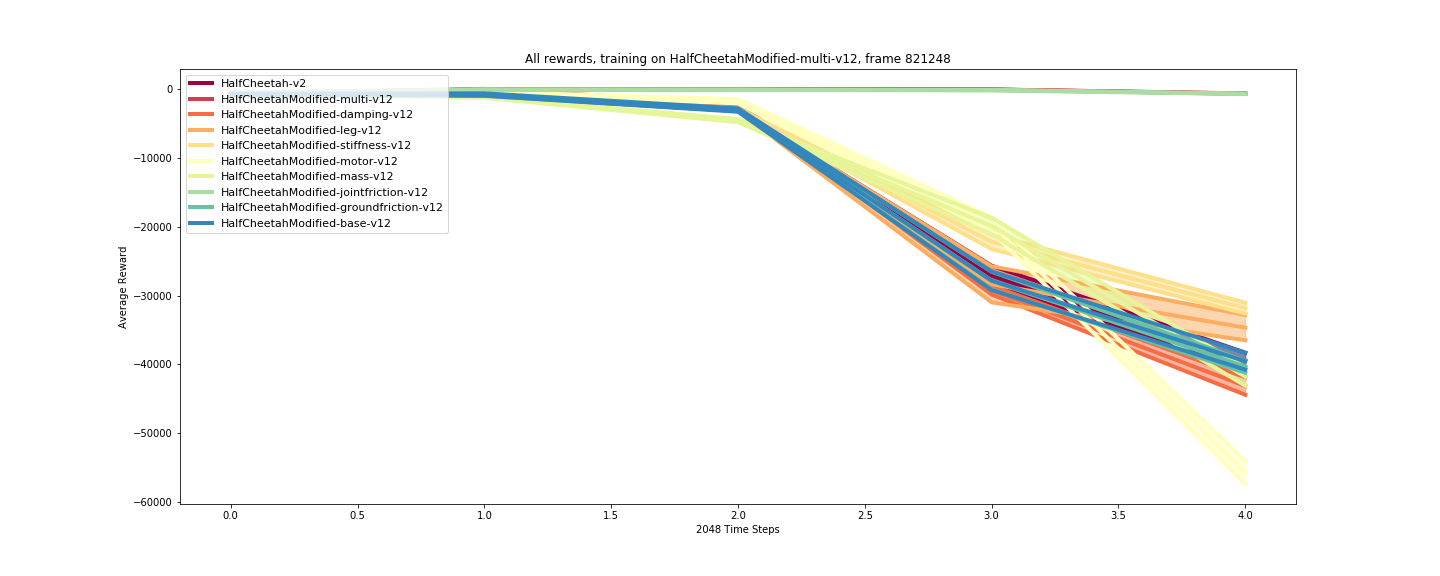 All rewards, training on HalfCheetahModified-multi-v12, frame 821248
HalfCheetah-v2
HalfCheetahModified-multi-v12
HalfCheetahModified-damping-v12
HalfCheetahModified-leg-v12
HalfCheetahModified-stiffness-v12
HalfCheetahModified-motor-v12
HalfCheetahModified-mass-v12
HalfCheetahModified-jointfriction-v12
HalfCheetahModified-groundfriction-v12
HalfCheetahModified-base-v12
Average Reward
0
−10000
−20000
−30000
−40000
−50000
−60000
0.0 0.5 1.0 1.5 2.0 2.5 3.0 3.5 4.0
2048 Time Steps